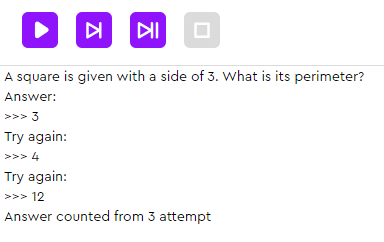 A square is given with a side of 3. What is its perimeter?
Answer:
>>> 3
Try again:
>>> 4
Try again:
>>> 12
Answer counted from 3 attempt